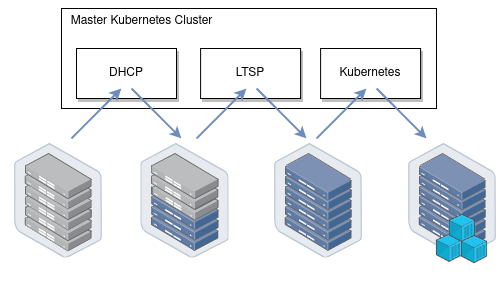 Master Kubernetes Cluster
DHCP
LTSP
Kubernetes